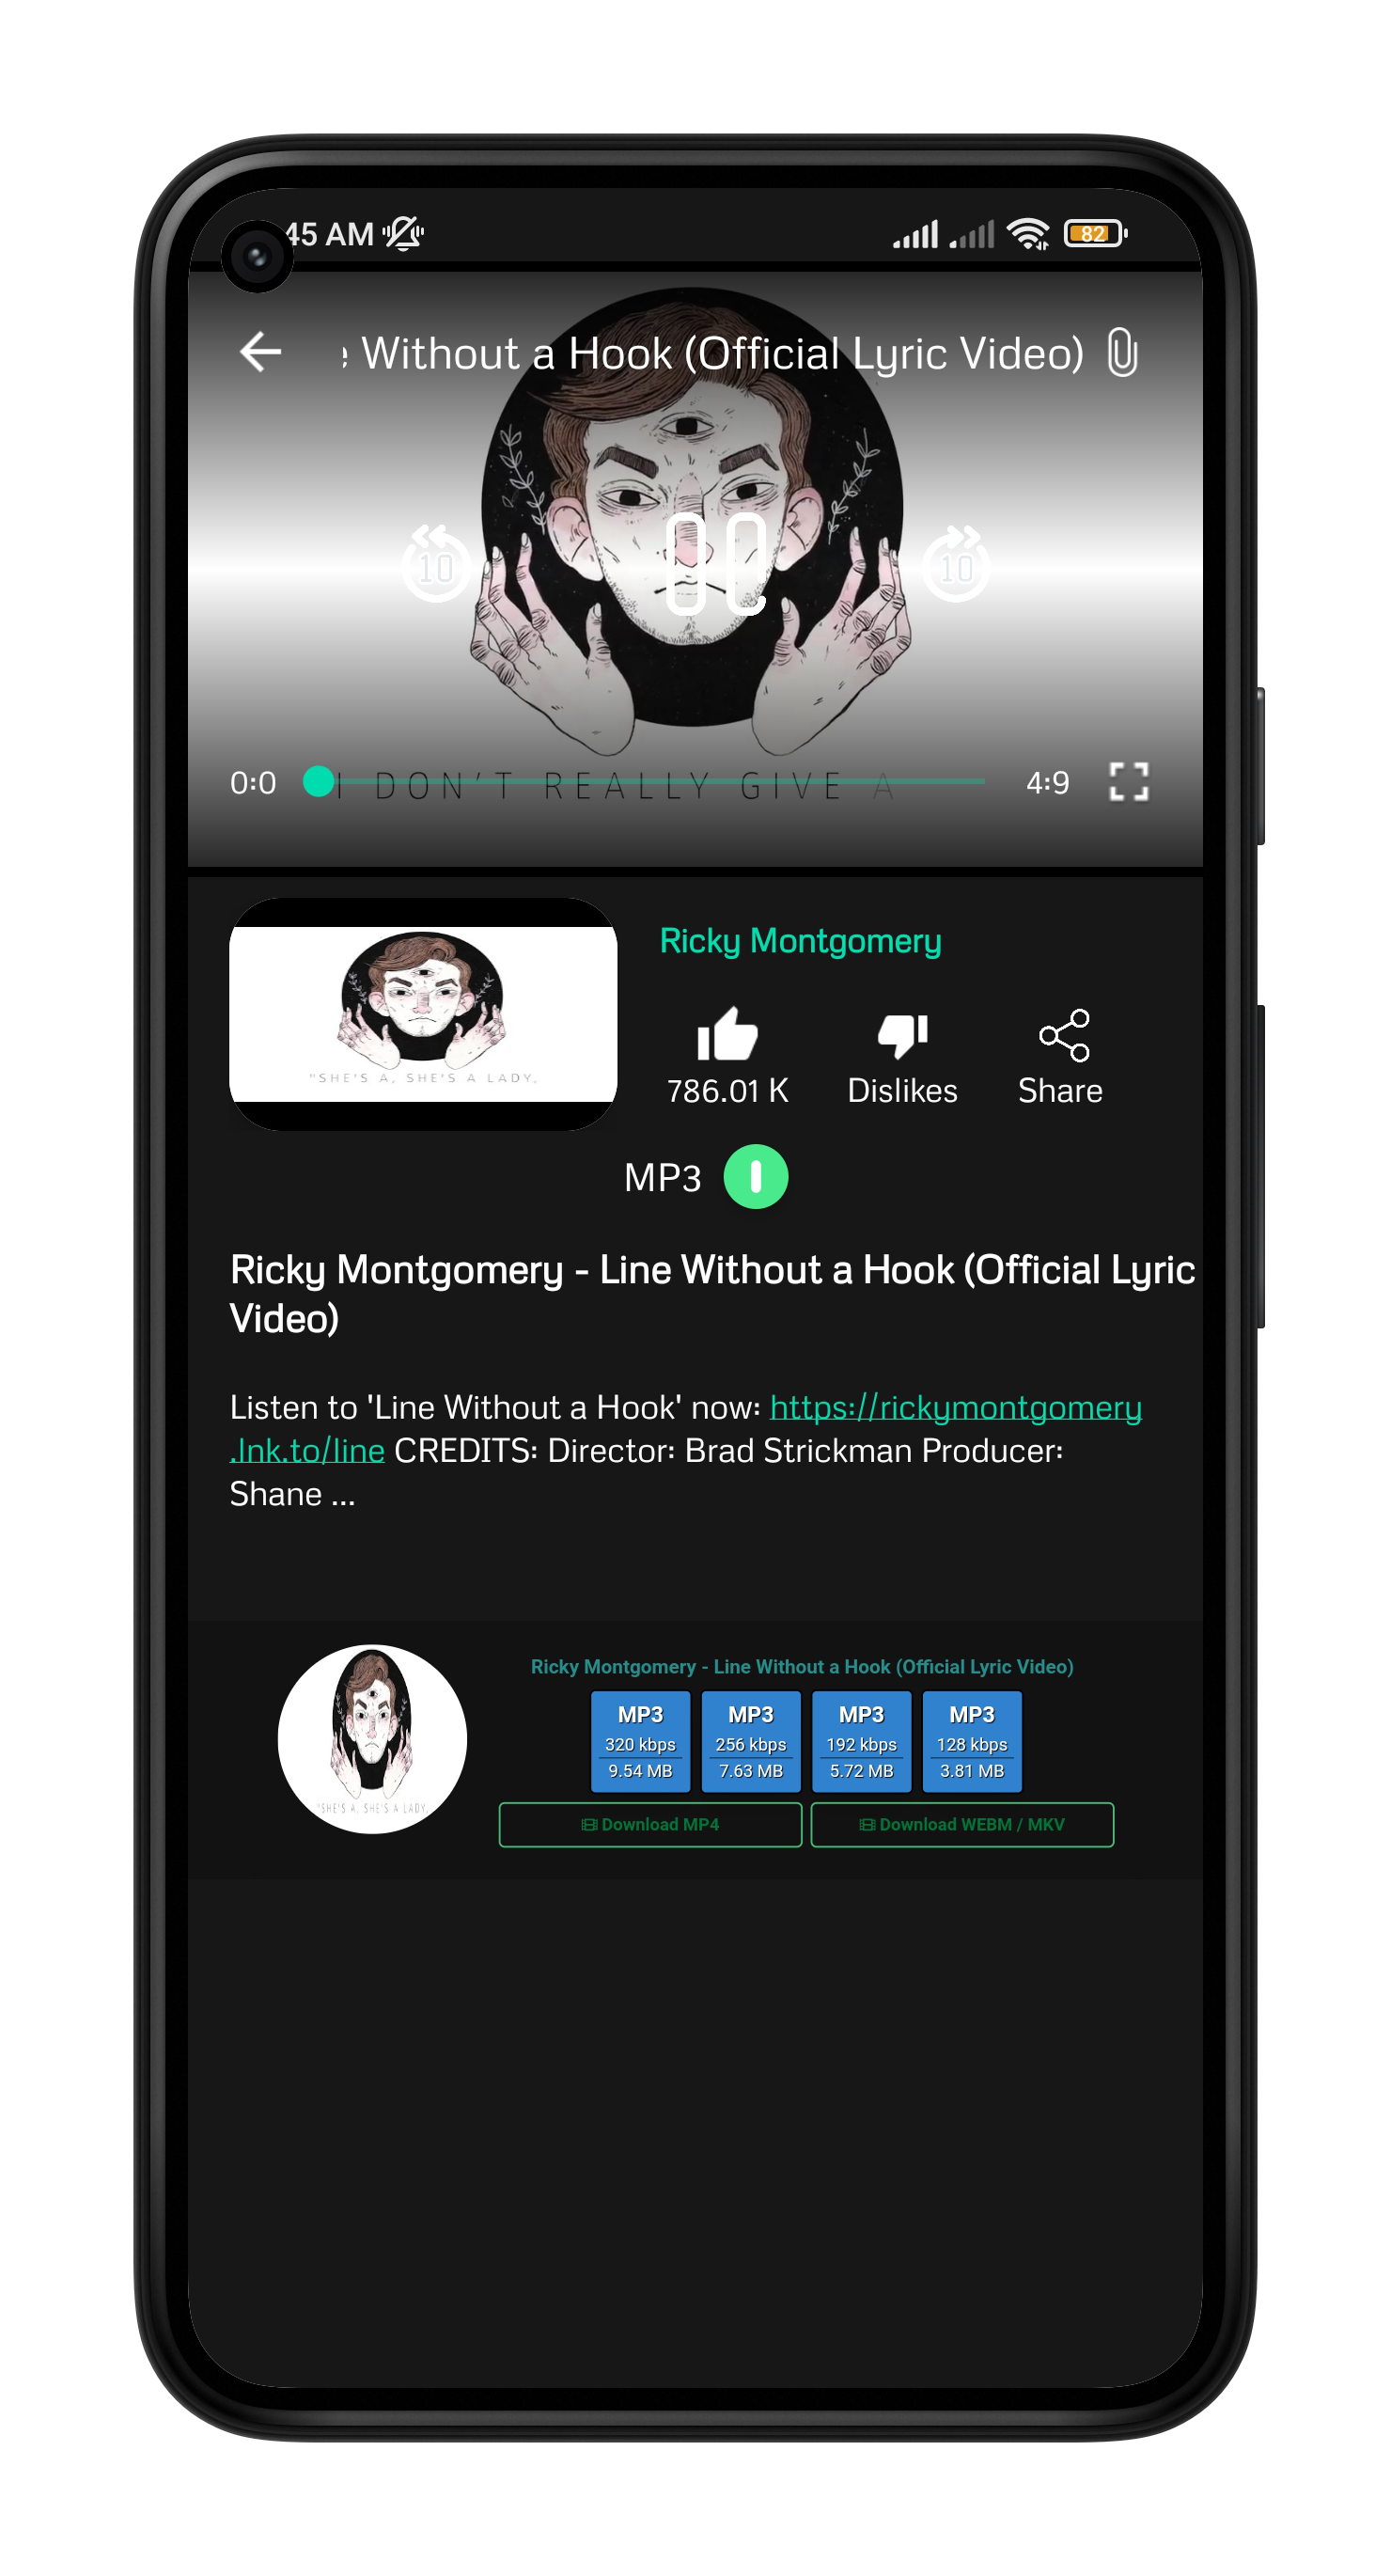 45 AM
82
Without a Hook (Official Lyric Video)
10
10
0:0
I DON'T REALLY GIVE A
4:9
Ricky Montgomery
"SHE'S A, SHE'S A LADY,
786.01 K
Dislikes
Share
MP3
Ricky Montgomery - Line Without a Hook (Official Lyric
Video)
Listen to 'Line Without a Hook' now: https://rickymontgomery
.lnk.to/line CREDITS: Director: Brad Strickman Producer:
Shane ...
Ricky Montgomery - Line Without a Hook (Official Lyric Video)
MP3 MP3 MP3 MP3
320 kbps 256 kbps 192 kbps 128 kbps
9.54 MB 7.63 MB 5.72 MB 3.81 MB
"SHE'S A, SHE'S A LADY,
Download MP4 Download WEBM / MKV